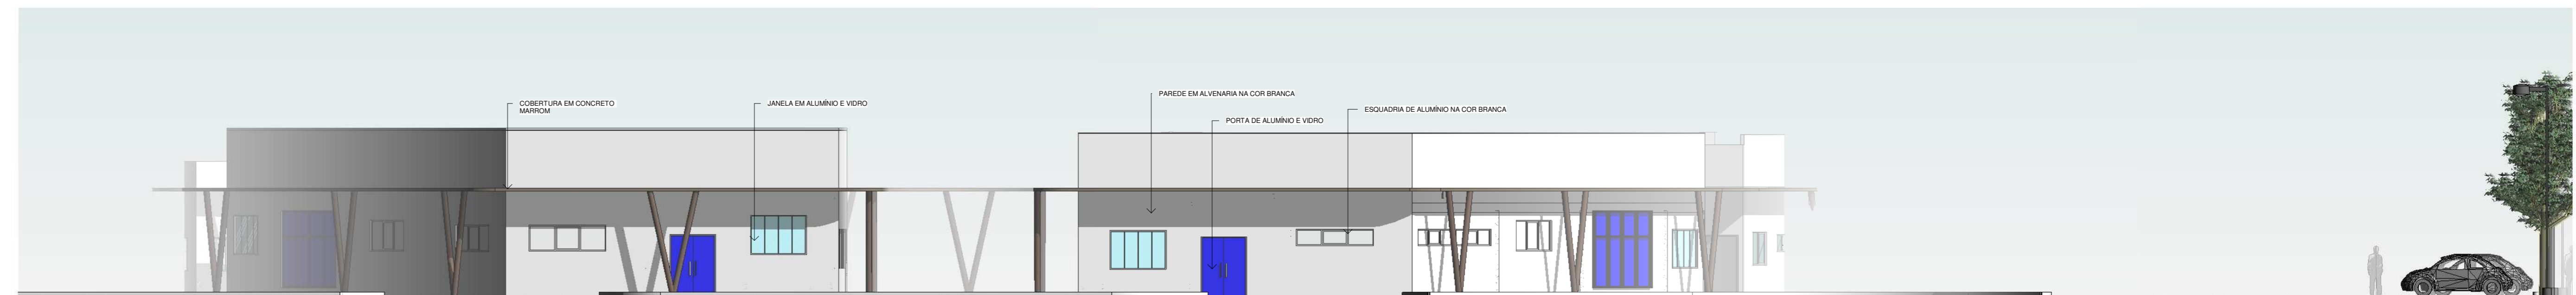 COBERTURA EM CONCRETO
MARROM
JANELA EM ALUMÍNIO E VIDRO
PAREDE EM ALVENARIA NA COR BRANCA
PORTA DE ALUMÍNIO E VIDRO
ESQUADRIA DE ALUMÍNIO NA COR BRANCA